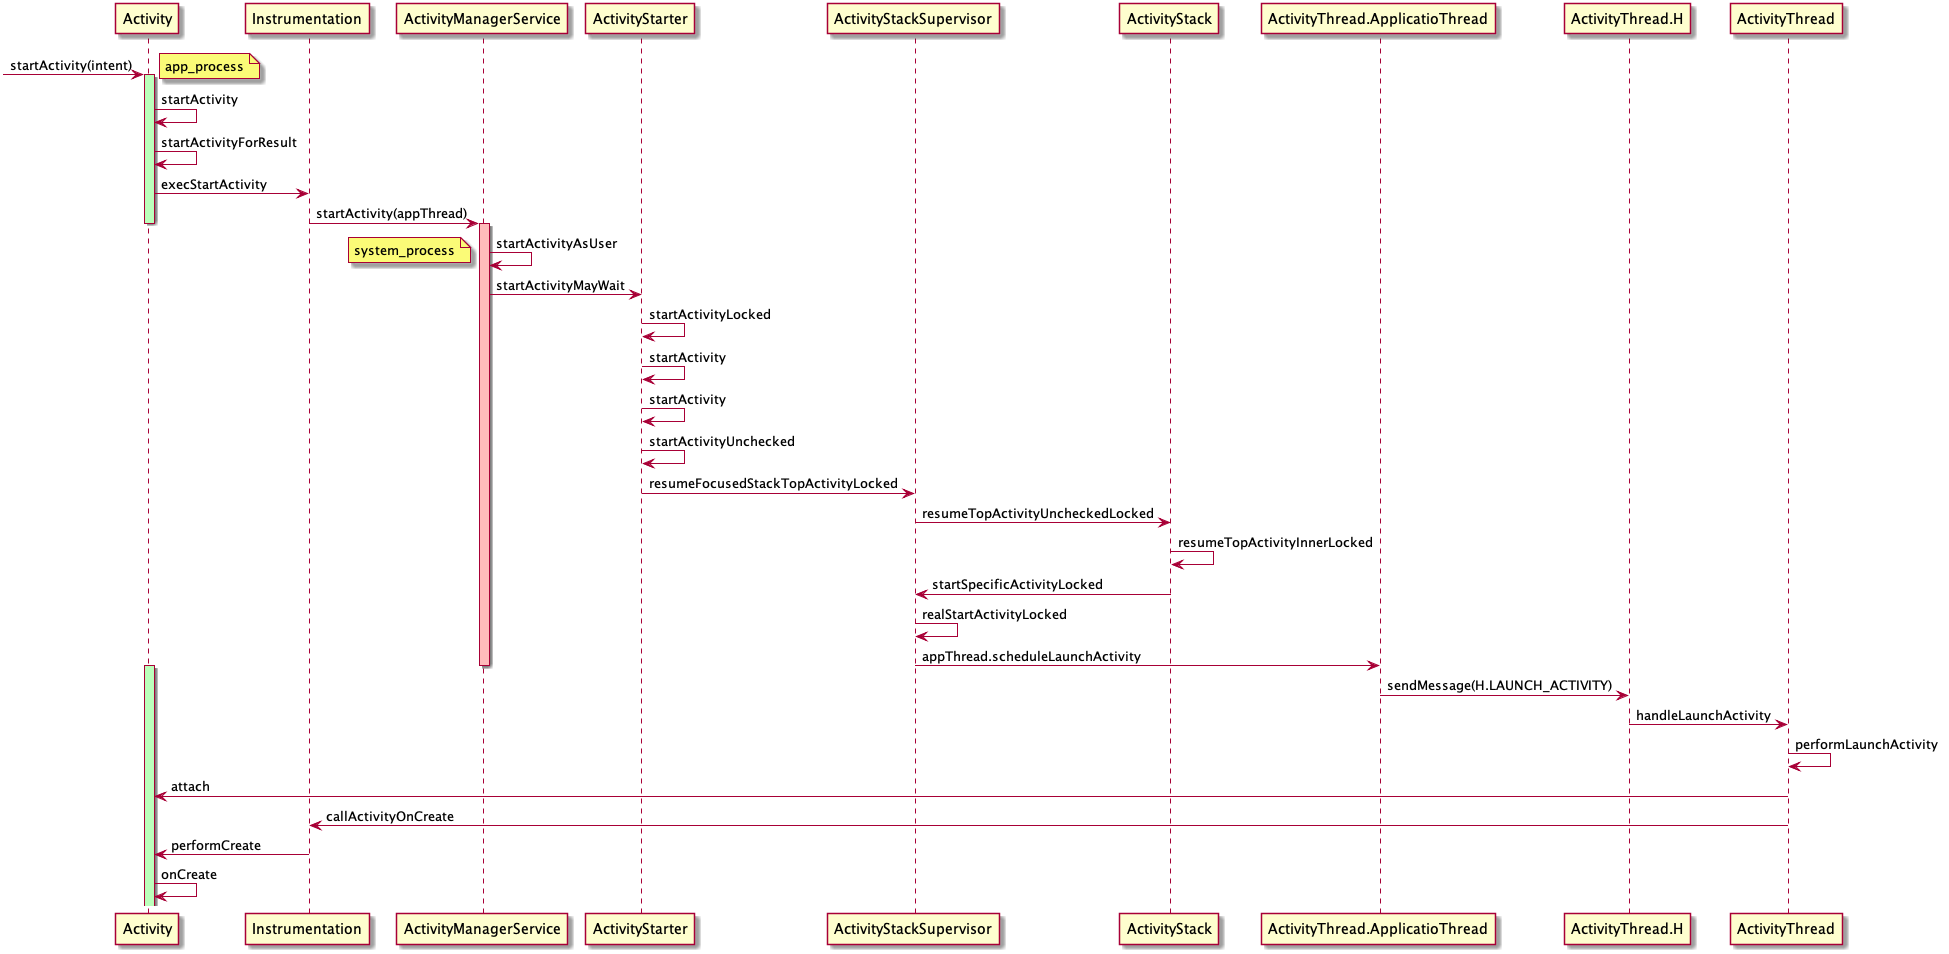 Activity
Instrumentation
ActivityManagerService
ActivityStarter
ActivityStackSupervisor
ActivityStack
ActivityThread.ApplicatioThread
ActivityThread.H
ActivityThread
startActivity(intent)
app_process
startActivity
startActivityForResult
execStartActivity
startActivity(appThread)
system_process
startActivityAsUser
startActivityMayWait
startActivityLocked
startActivity
startActivity
startActivityUnchecked
resumeFocusedStackTopActivityLocked
resumeTopActivityUncheckedLocked
resumeTopActivityInnerLocked
startSpecificActivityLocked
realStartActivityLocked
appThread.scheduleLaunchActivity
sendMessage(H.LAUNCH_ACTIVITY)
handleLaunchActivity
performLaunchActivity
attach
callActivityOnCreate
performCreate
onCreate
Activity
Instrumentation
ActivityManagerService
ActivityStarter
ActivityStackSupervisor
ActivityStack
ActivityThread.ApplicatioThread
ActivityThread.H
ActivityThread